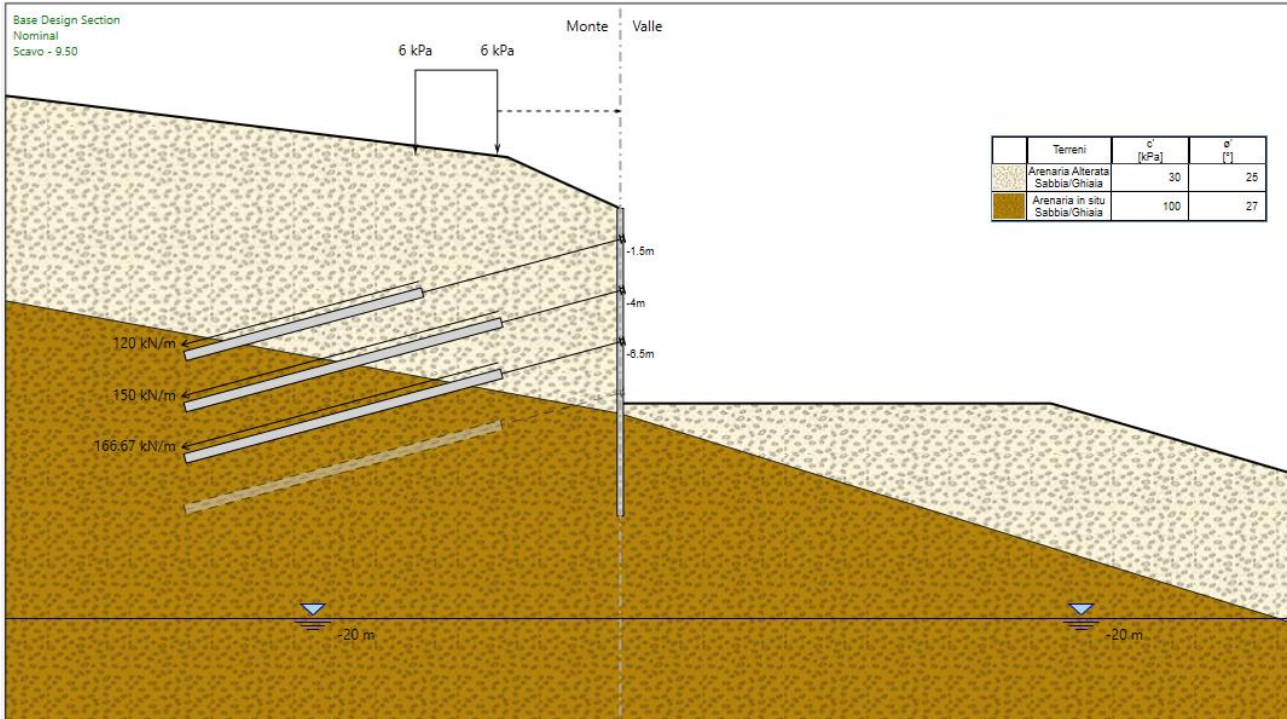 Base Design Section
Nominal
Scavo - 9.50
Monte
Valle
6 kPa
6 kPa
Terreni
c'
[kPa]
ø'
[°]
Arenaria Alterata
Sabbia/Ghiaia
30
25
Arenaria in situ
Sabbia/Ghiaia
100
27
-1.5m
-4m
-6.5m
120 kN/m
150 kN/m
166.67 kN/m
-20 m
-20 m